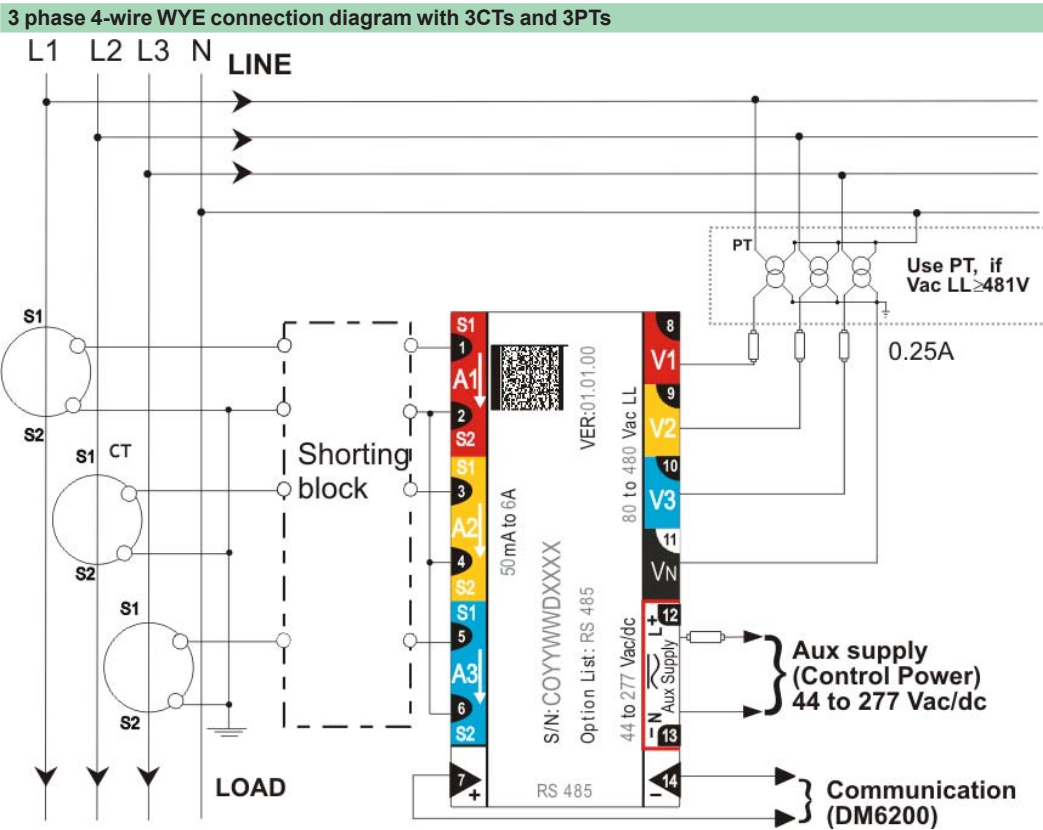 3 phase 4-wire WYE connection diagram with 3CTs and 3PTs
L1 L2 L3 N
LINE
PT
Use PT, if
Vac LL≥481V
0.25A
S1
S2
S1
CT
S2
S1
S2
LOAD
Shorting
block
S1
1
A1
2
S2
S1
3
A2
4
S2
S1
5
A3
6
S2
7
+
50mA to 6A
S/N: COYYWWDXXXX
VER:01.01.00
Option List: RS 485
80 to 480 Vac LL
44 to 277 Vac/dc
RS 485
8
V1
9
V2
10
V3
11
VN
12
L+
Aux Supply
− N
13
14
−
Aux supply
(Control Power)
44 to 277 Vac/dc
Communication
(DM6200)